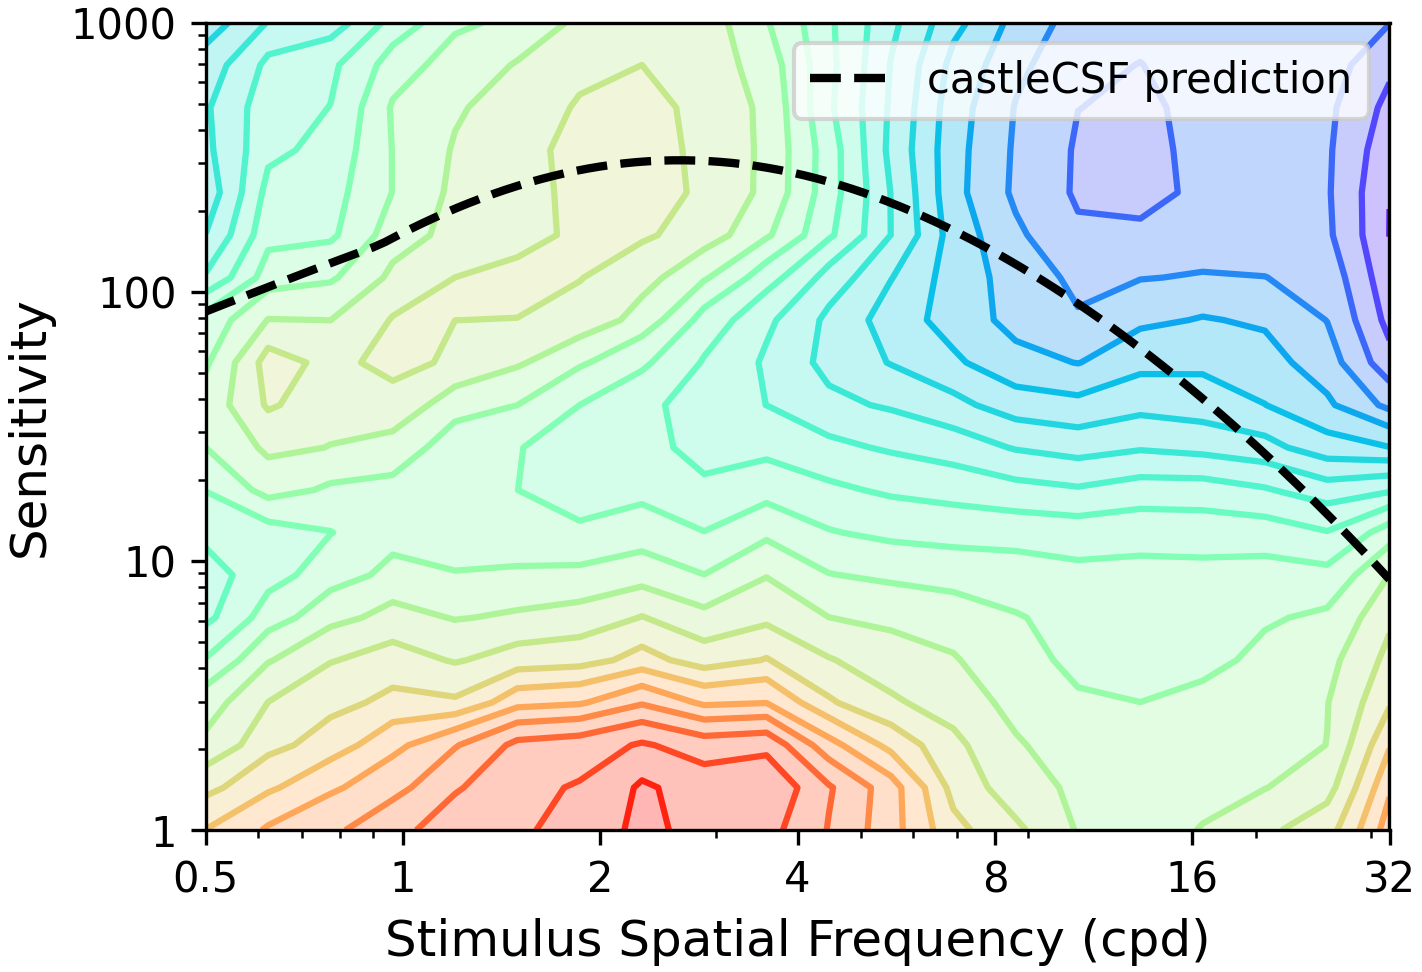 1000
100
10
1
Sensitivity
castleCSF prediction
0.5 1 2 4 8 16 32
Stimulus Spatial Frequency (cpd)